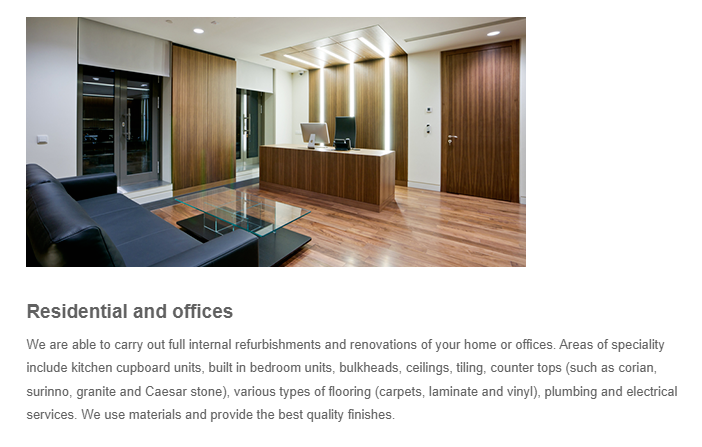 Residential and offices
We are able to carry out full internal refurbishments and renovations of your home or offices. Areas of speciality
include kitchen cupboard units, built in bedroom units, bulkheads, ceilings, tiling, counter tops (such as corian,
surinno, granite and Caesar stone), various types of flooring (carpets, laminate and vinyl), plumbing and electrical
services. We use materials and provide the best quality finishes.